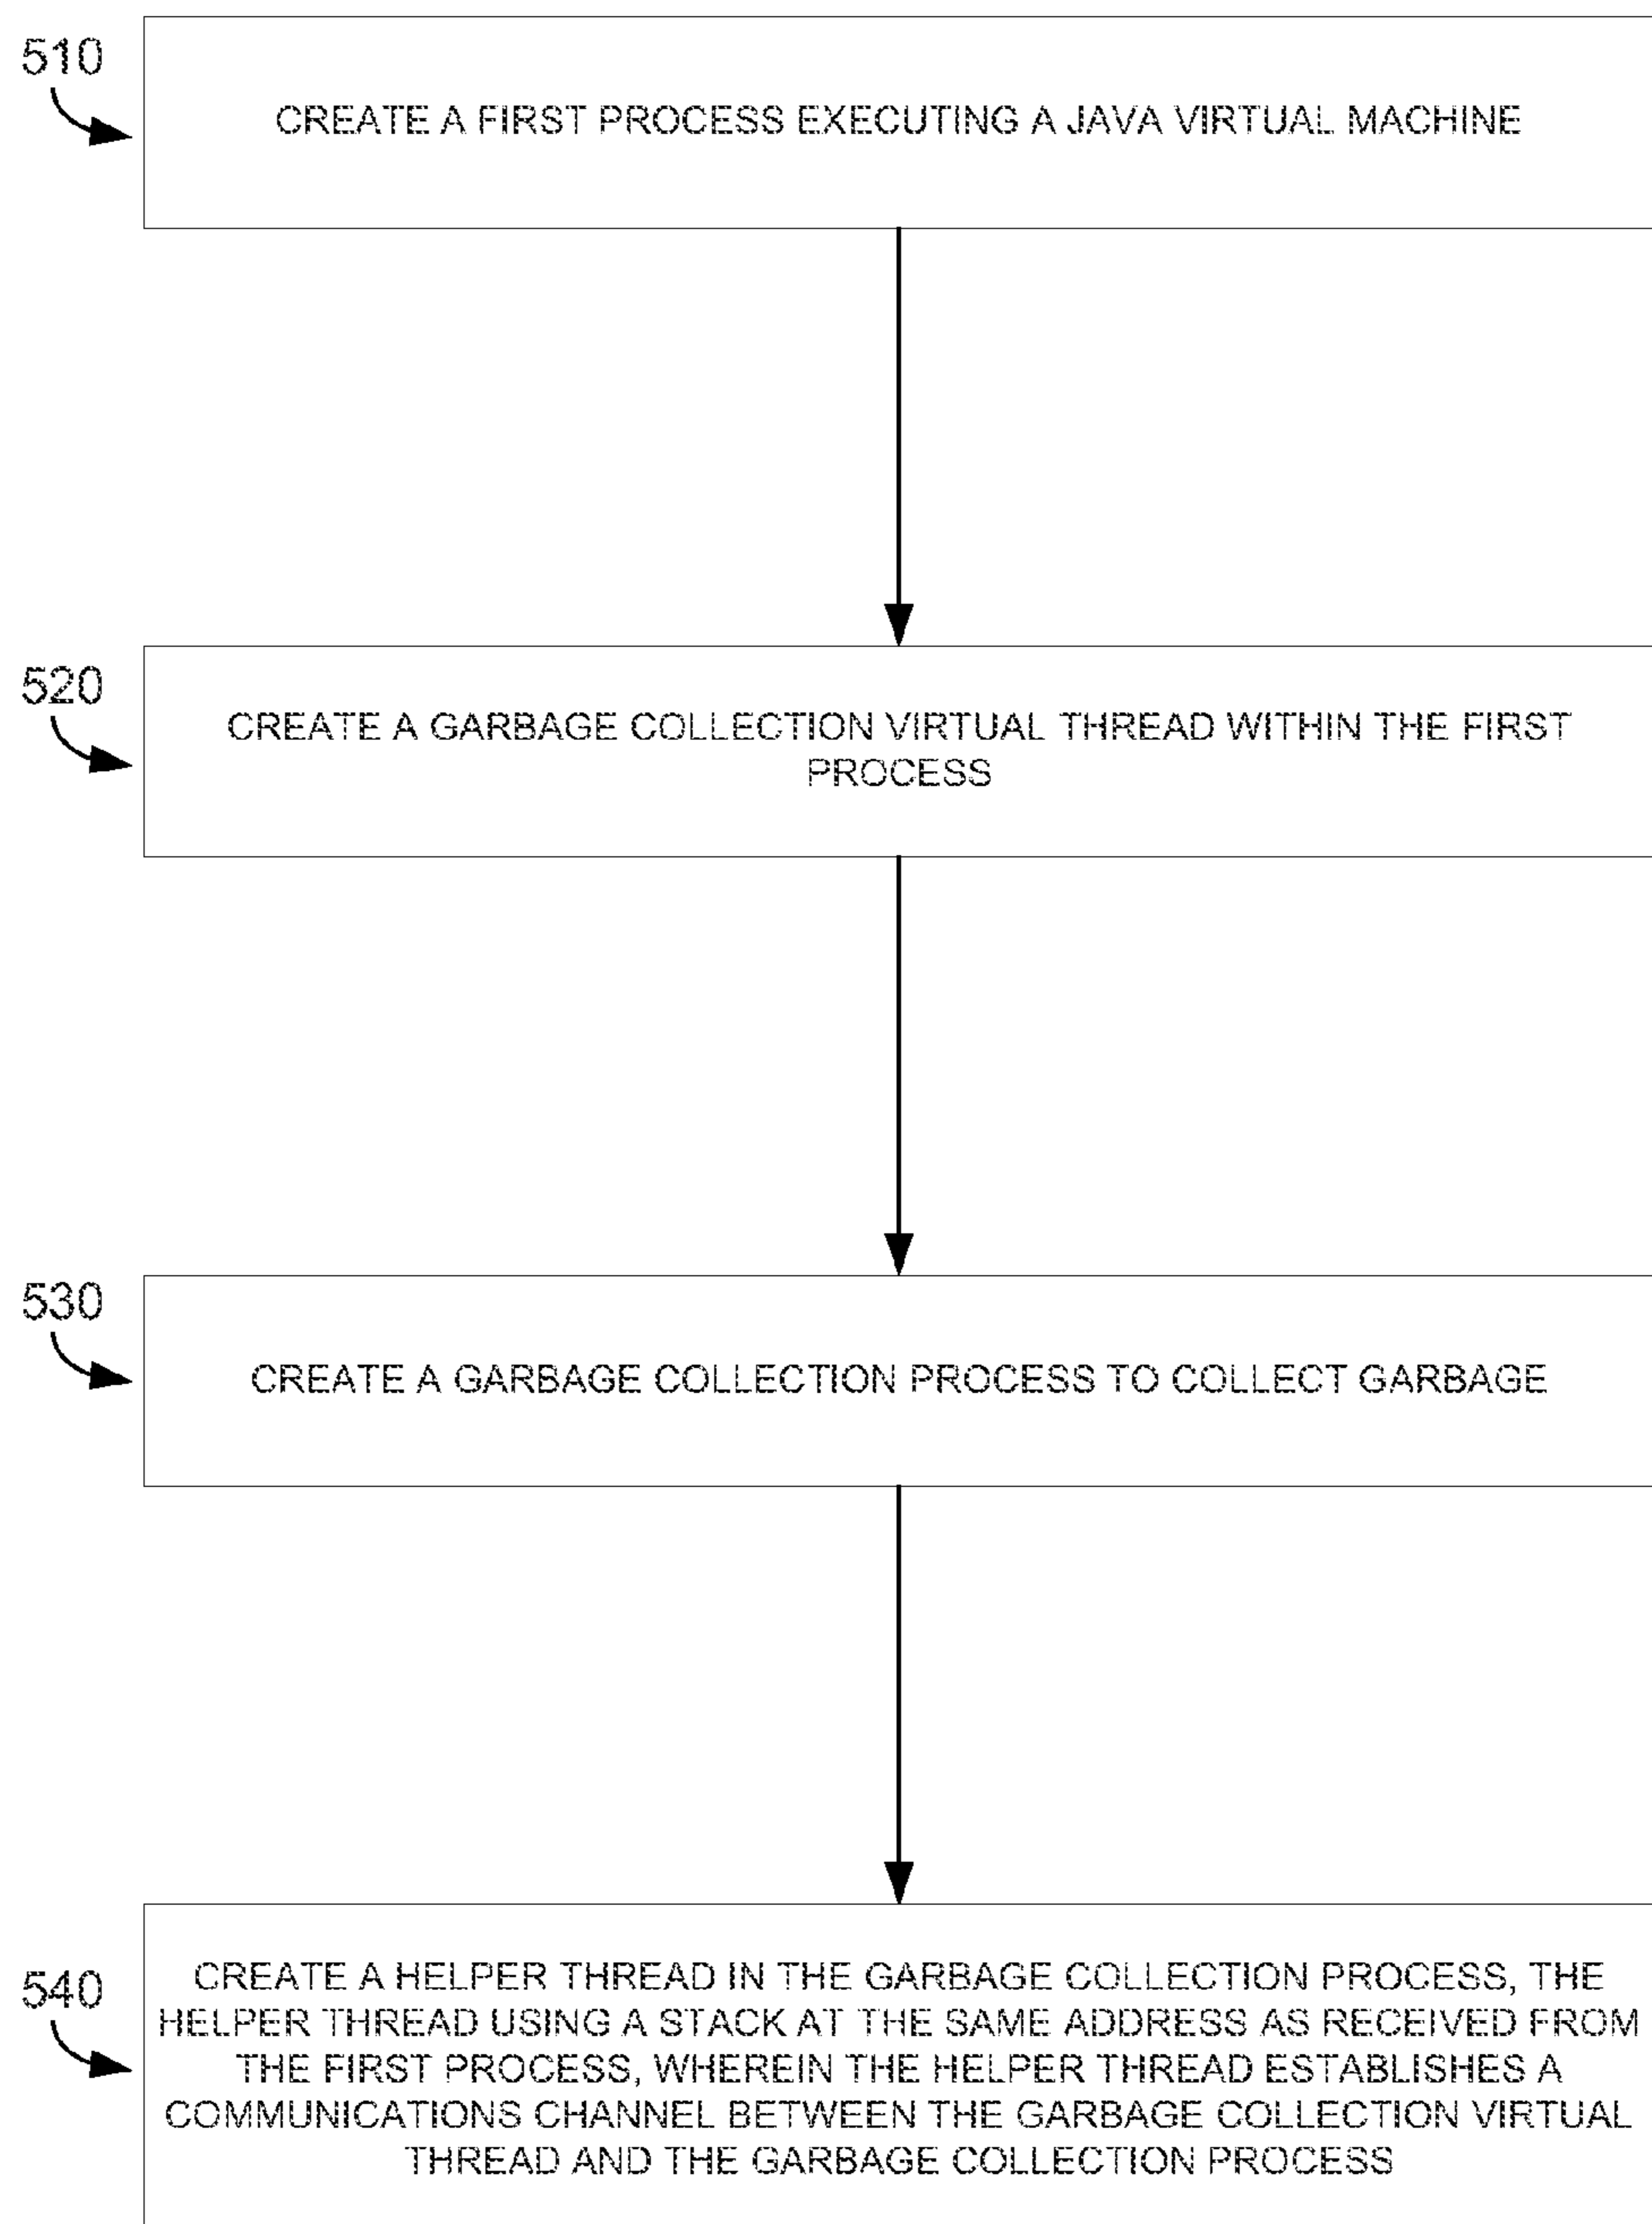 510
CREATE A FIRST PROCESS EXECUTING A JAVA VIRTUAL MACHINE
520
CREATE A GARBAGE COLLECTION VIRTUAL THREAD WITHIN THE FIRST
PROCESS
530
CREATE A GARBAGE COLLECTION PROCESS TO COLLECT GARBAGE
540
CREATE A HELPER THREAD IN THE GARBAGE COLLECTION PROCESS, THE
HELPER THREAD USING A STACK AT THE SAME ADDRESS AS RECEIVED FROM
THE FIRST PROCESS, WHEREIN THE HELPER THREAD ESTABLISHES A
COMMUNICATIONS CHANNEL BETWEEN THE GARBAGE COLLECTION VIRTUAL
THREAD AND THE GARBAGE COLLECTION PROCESS